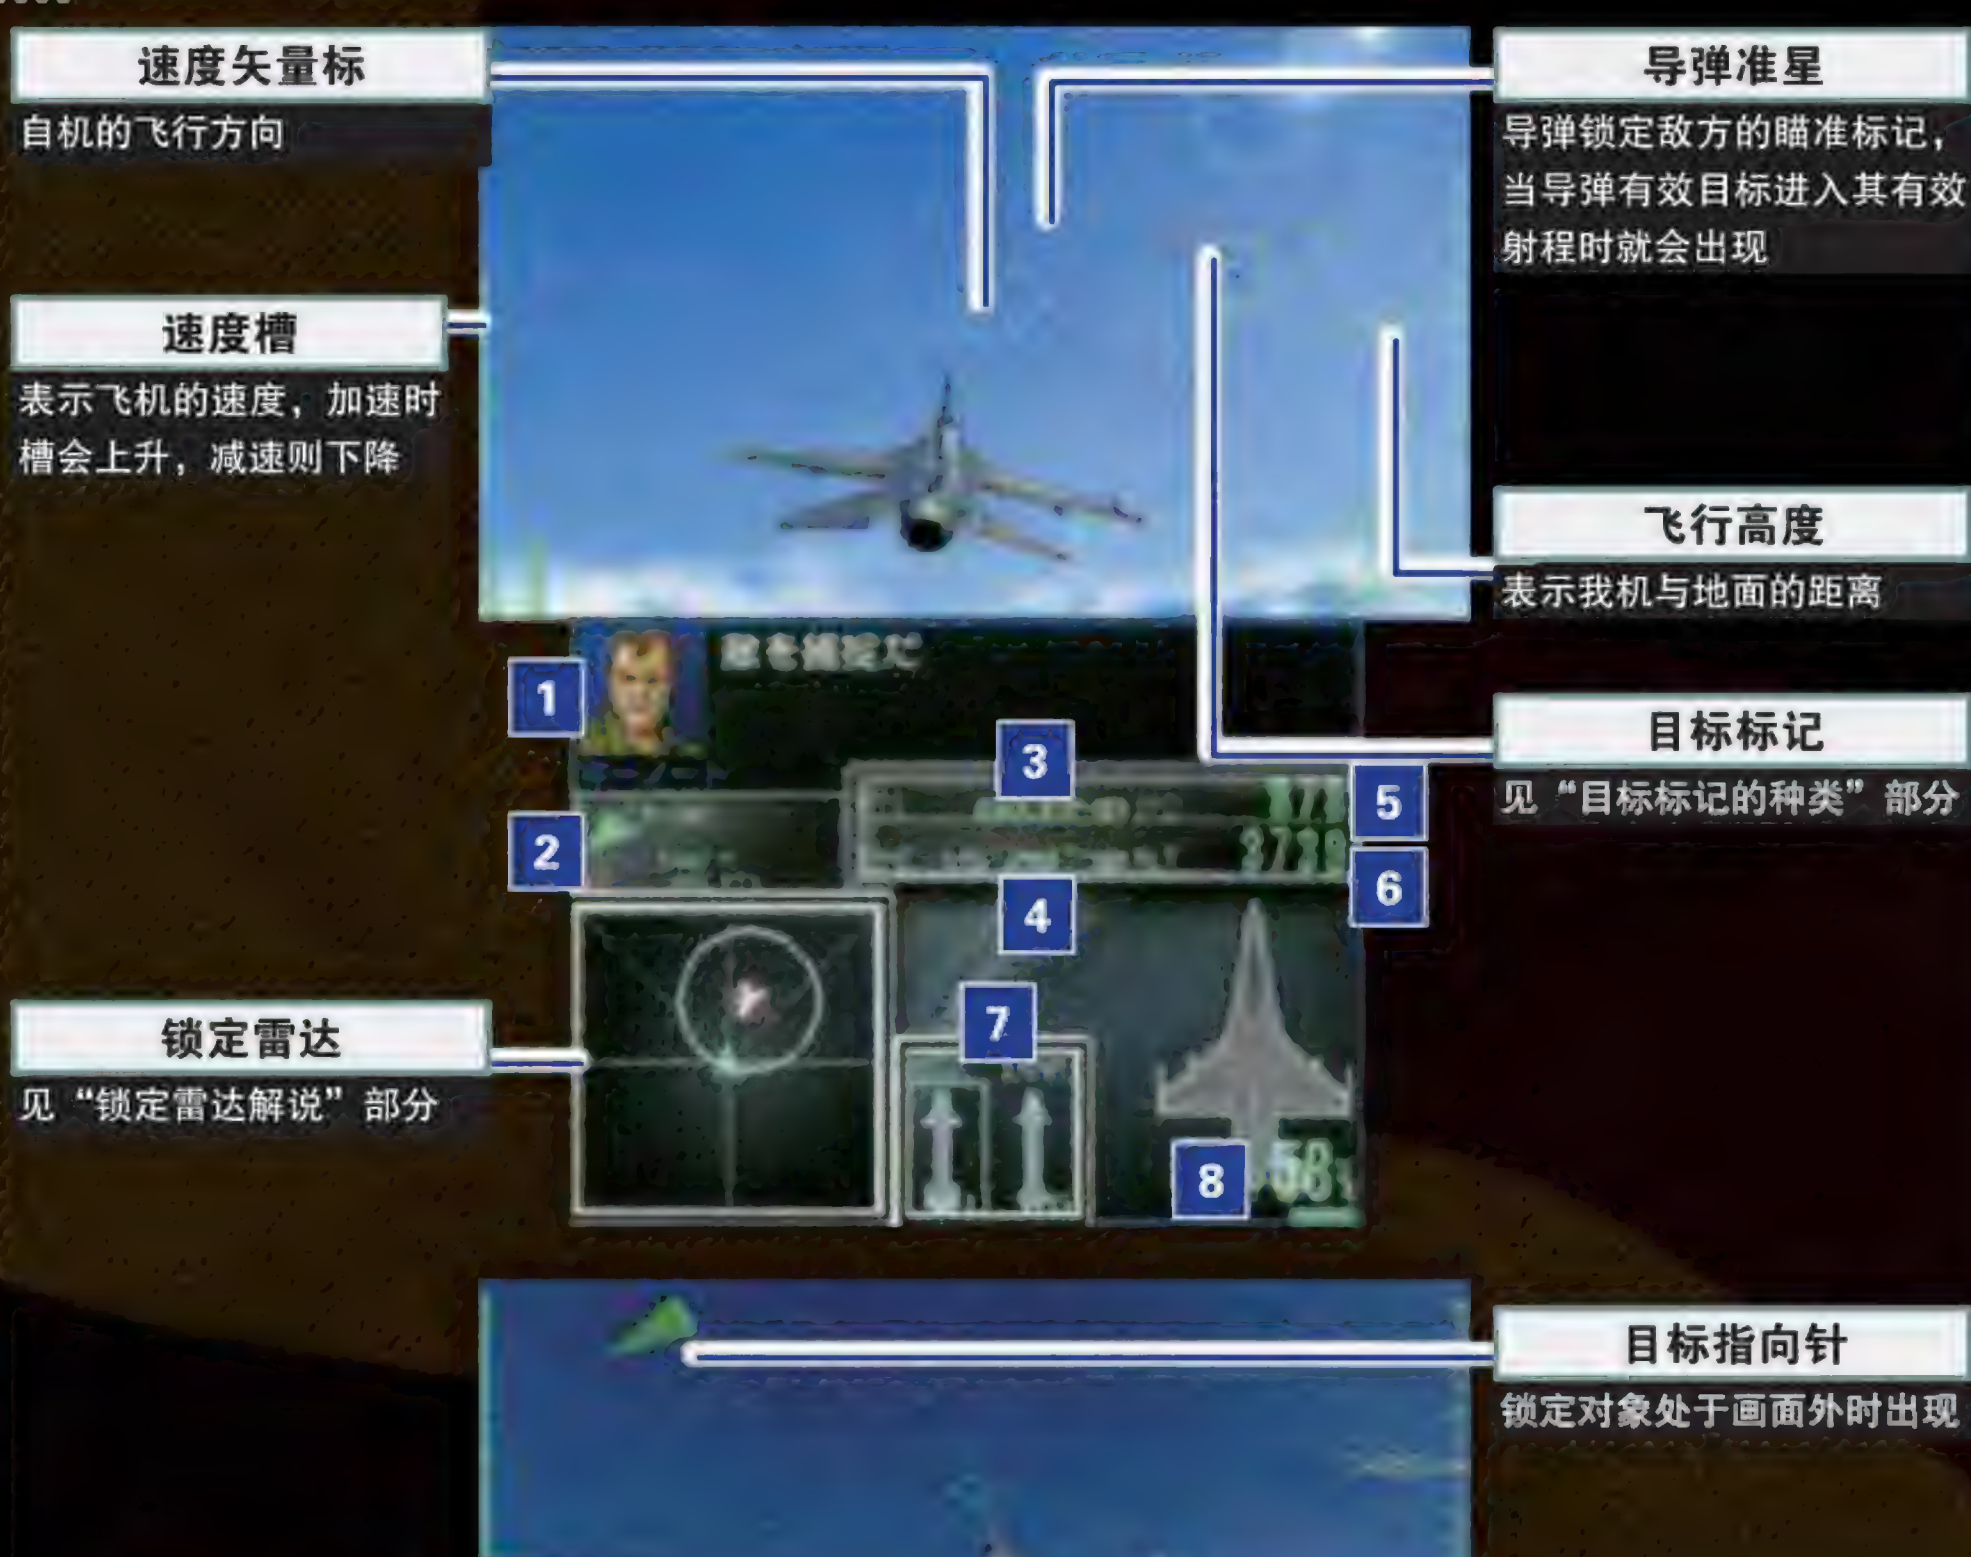 速度矢量标
自机的飞行方向
导弹准星
导弹锁定敌方的瞄准标记，
当导弹有效目标进入其有效
射程时就会出现
速度槽
表示飞机的速度，加速时
槽会上升，减速则下降
飞行高度
表示我机与地面的距离
目标标记
见“目标标记的种类”部分
1
2
3
4
5
6
7
8
锁定雷达
见“锁定雷达解说”部分
目标指向针
锁定对象处于画面外时出现